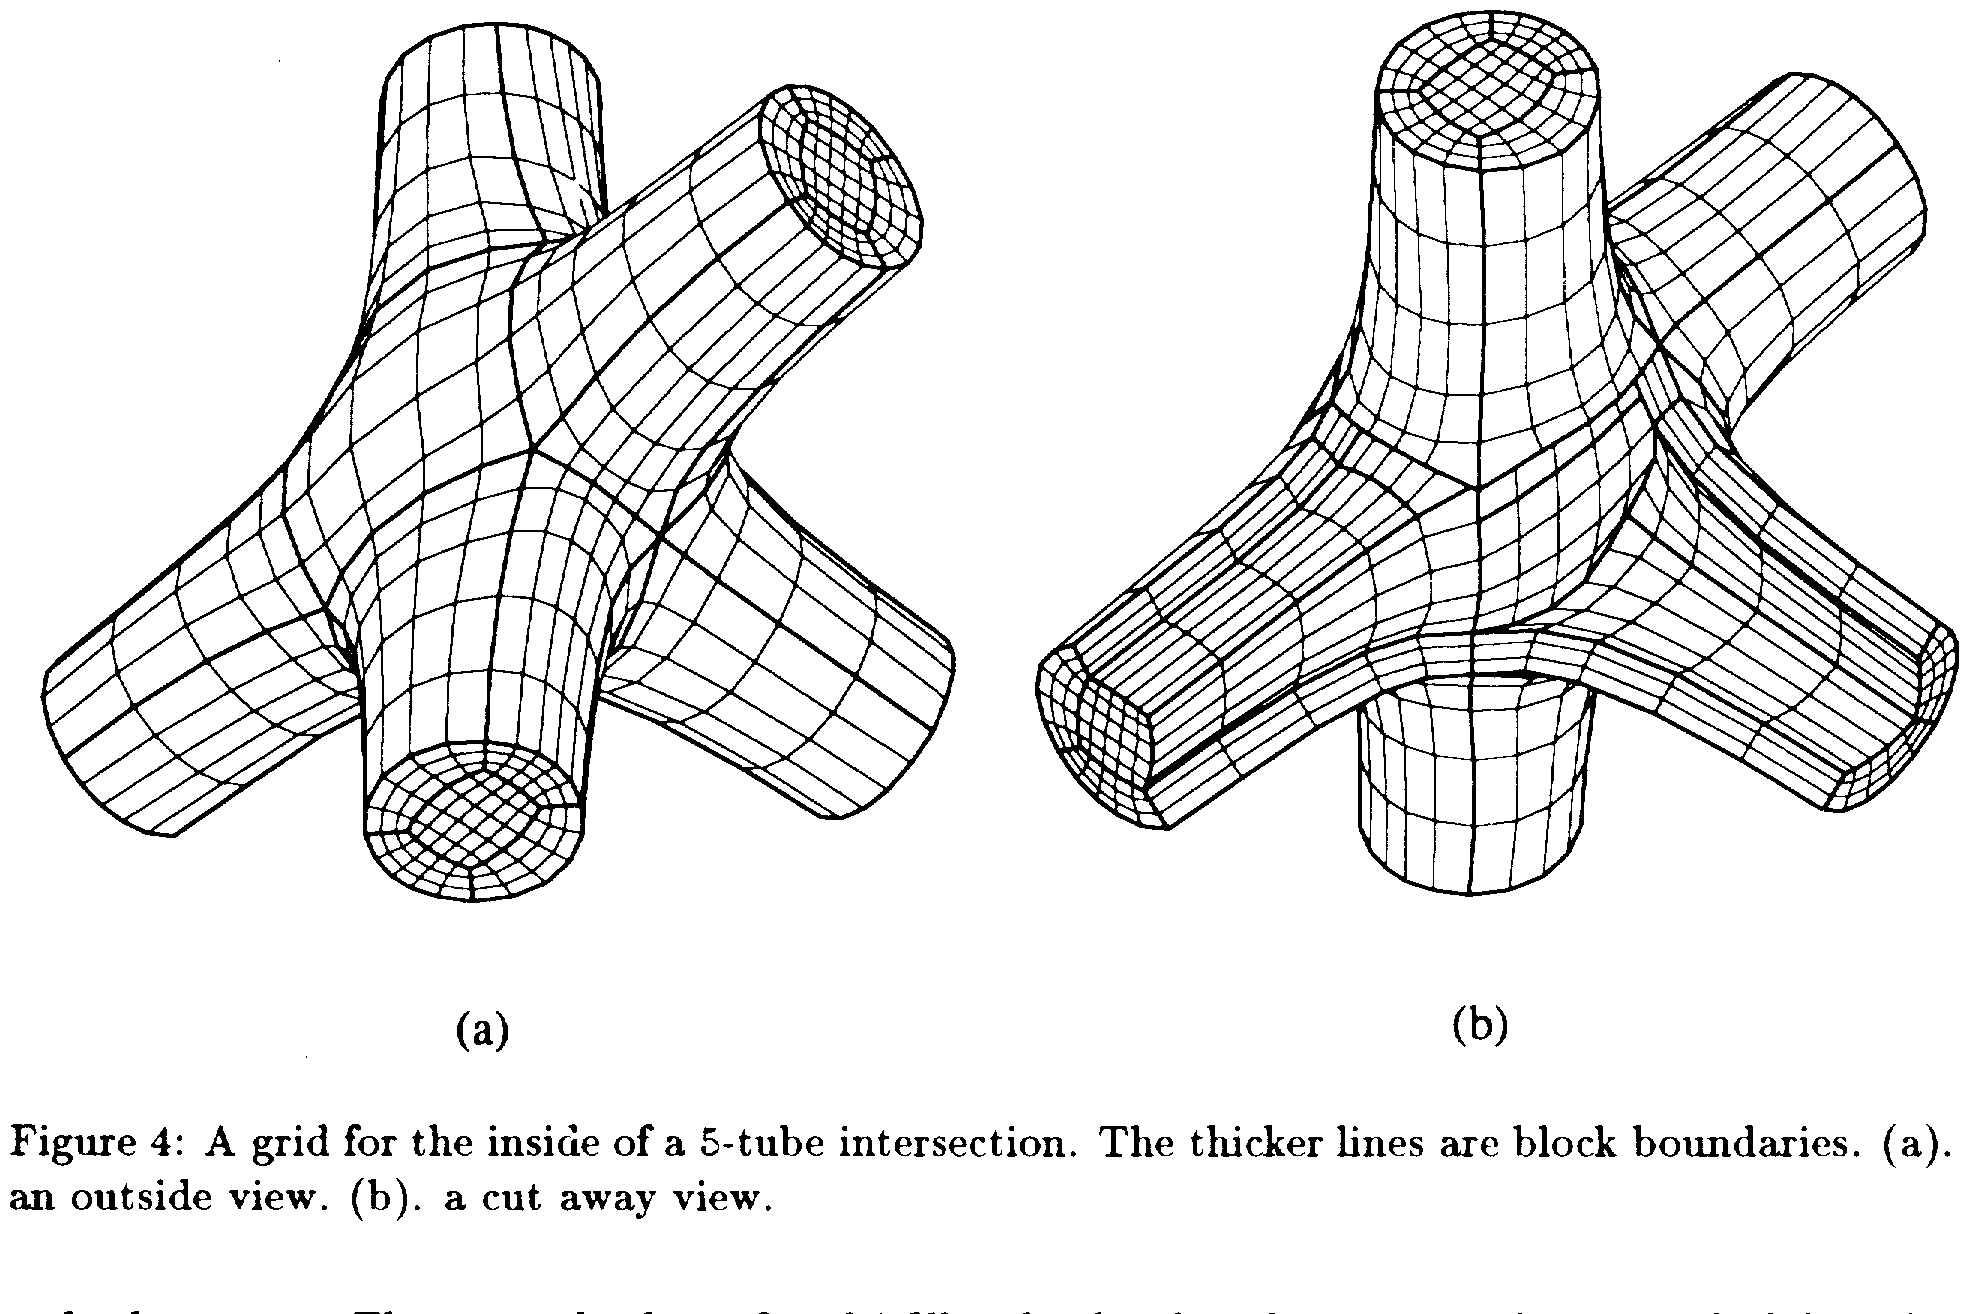 (a)
(b)
Figure 4: A grid for the inside of a 5-tube intersection. The thicker lines are block boundaries. (a).
an outside view. (b). a cut away view.